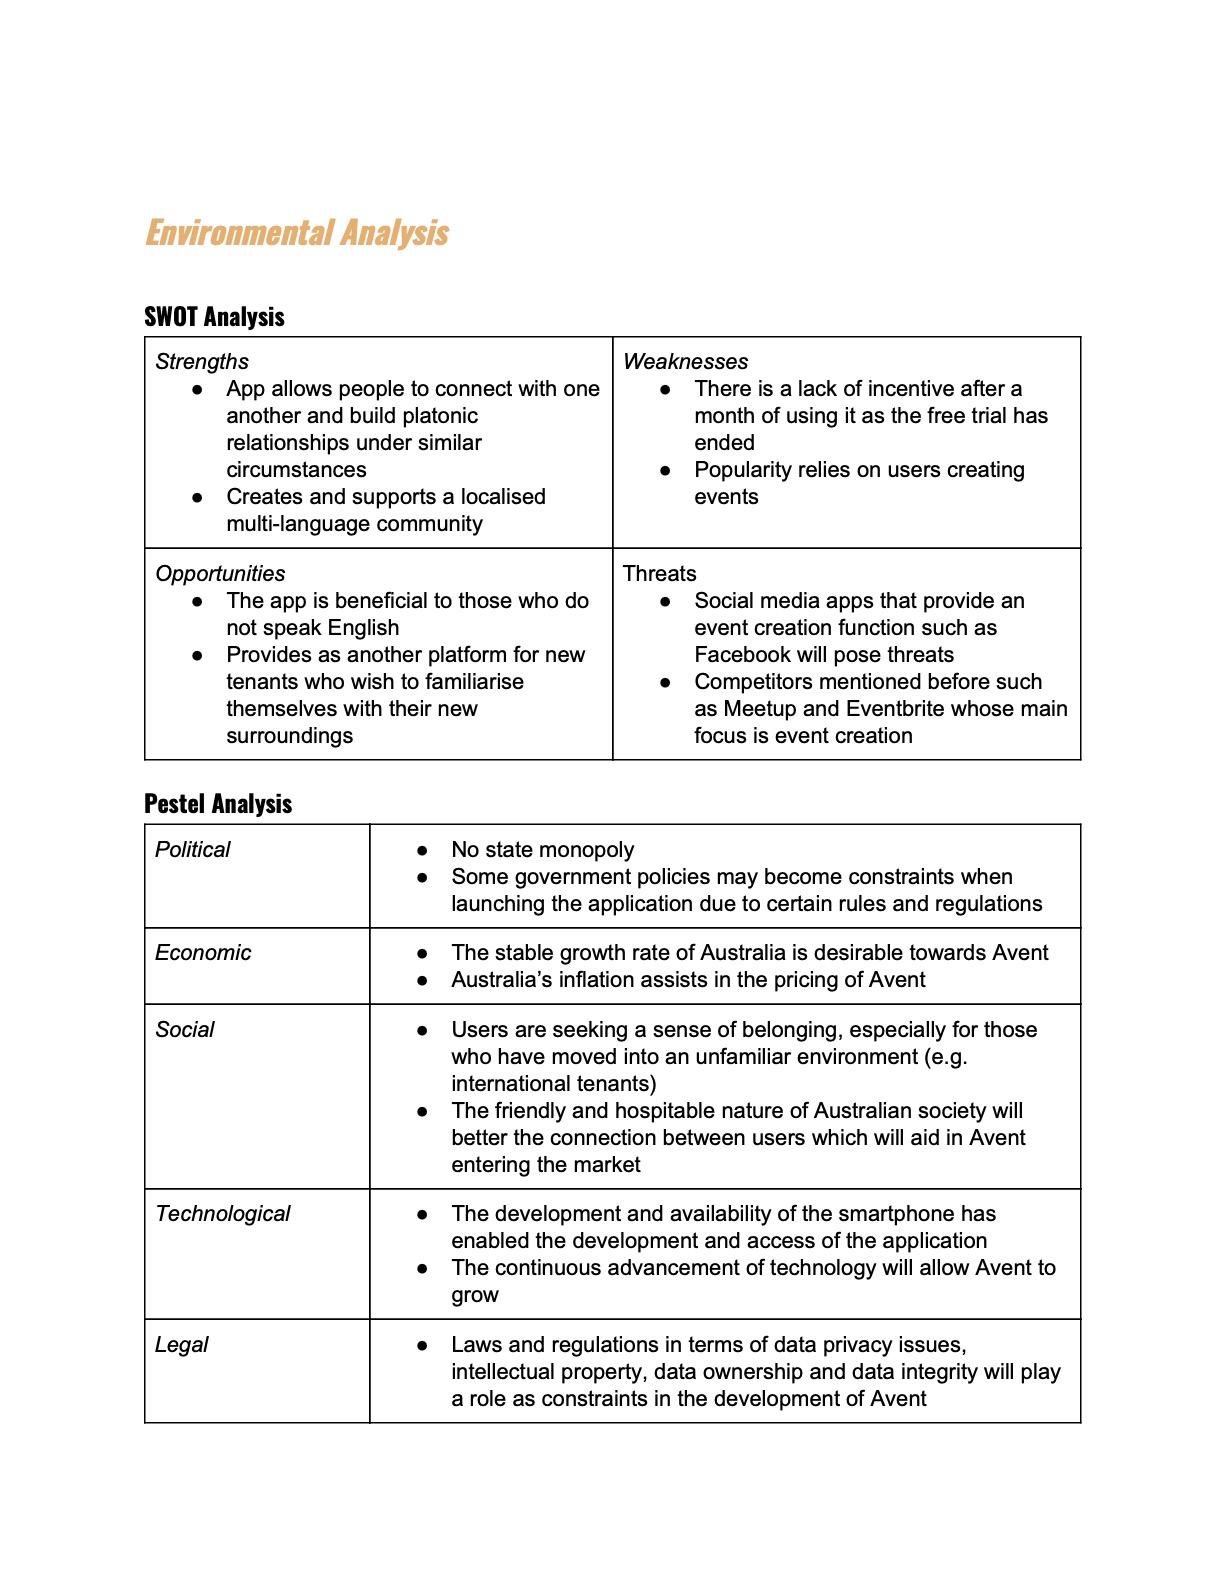 Environmental Analysis
SWOT Analysis
Strengths
● App allows people to connect with one
another and build platonic
relationships under similar
circumstances
● Creates and supports a localised
multi-language community
Weaknesses
● There is a lack of incentive after a
month of using it as the free trial has
ended
● Popularity relies on users creating
events
Opportunities
● The app is beneficial to those who do
not speak English
● Provides as another platform for new
tenants who wish to familiarise
themselves with their new
surroundings
Threats
● Social media apps that provide an
event creation function such as
Facebook will pose threats
● Competitors mentioned before such
as Meetup and Eventbrite whose main
focus is event creation
Pestel Analysis
Political
● No state monopoly
● Some government policies may become constraints when
launching the application due to certain rules and regulations
Economic
● The stable growth rate of Australia is desirable towards Avent
● Australia’s inflation assists in the pricing of Avent
Social
● Users are seeking a sense of belonging, especially for those
who have moved into an unfamiliar environment (e.g.
international tenants)
● The friendly and hospitable nature of Australian society will
better the connection between users which will aid in Avent
entering the market
Technological
● The development and availability of the smartphone has
enabled the development and access of the application
● The continuous advancement of technology will allow Avent to
grow
Legal
● Laws and regulations in terms of data privacy issues,
intellectual property, data ownership and data integrity will play
a role as constraints in the development of Avent